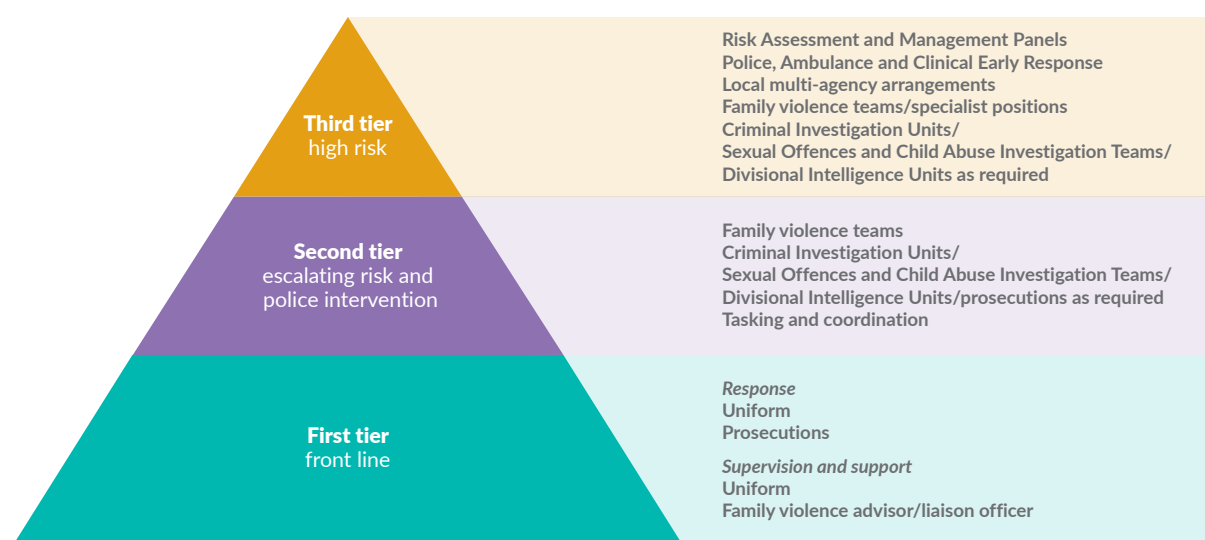 Third tier
high risk
Risk Assessment and Management Panels
Police, Ambulance and Clinical Early Response
Local multi-agency arrangements
Family violence teams/specialist positions
Criminal Investigation Units/
Sexual Offences and Child Abuse Investigation Teams/
Divisional Intelligence Units as required
Second tier
escalating risk and
police intervention
Family violence teams
Criminal Investigation Units/
Sexual Offences and Child Abuse Investigation Teams/
Divisional Intelligence Units/prosecutions as required
Tasking and coordination
First tier
front line
Response
Uniform
Prosecutions
Supervision and support
Uniform
Family violence advisor/liaison officer